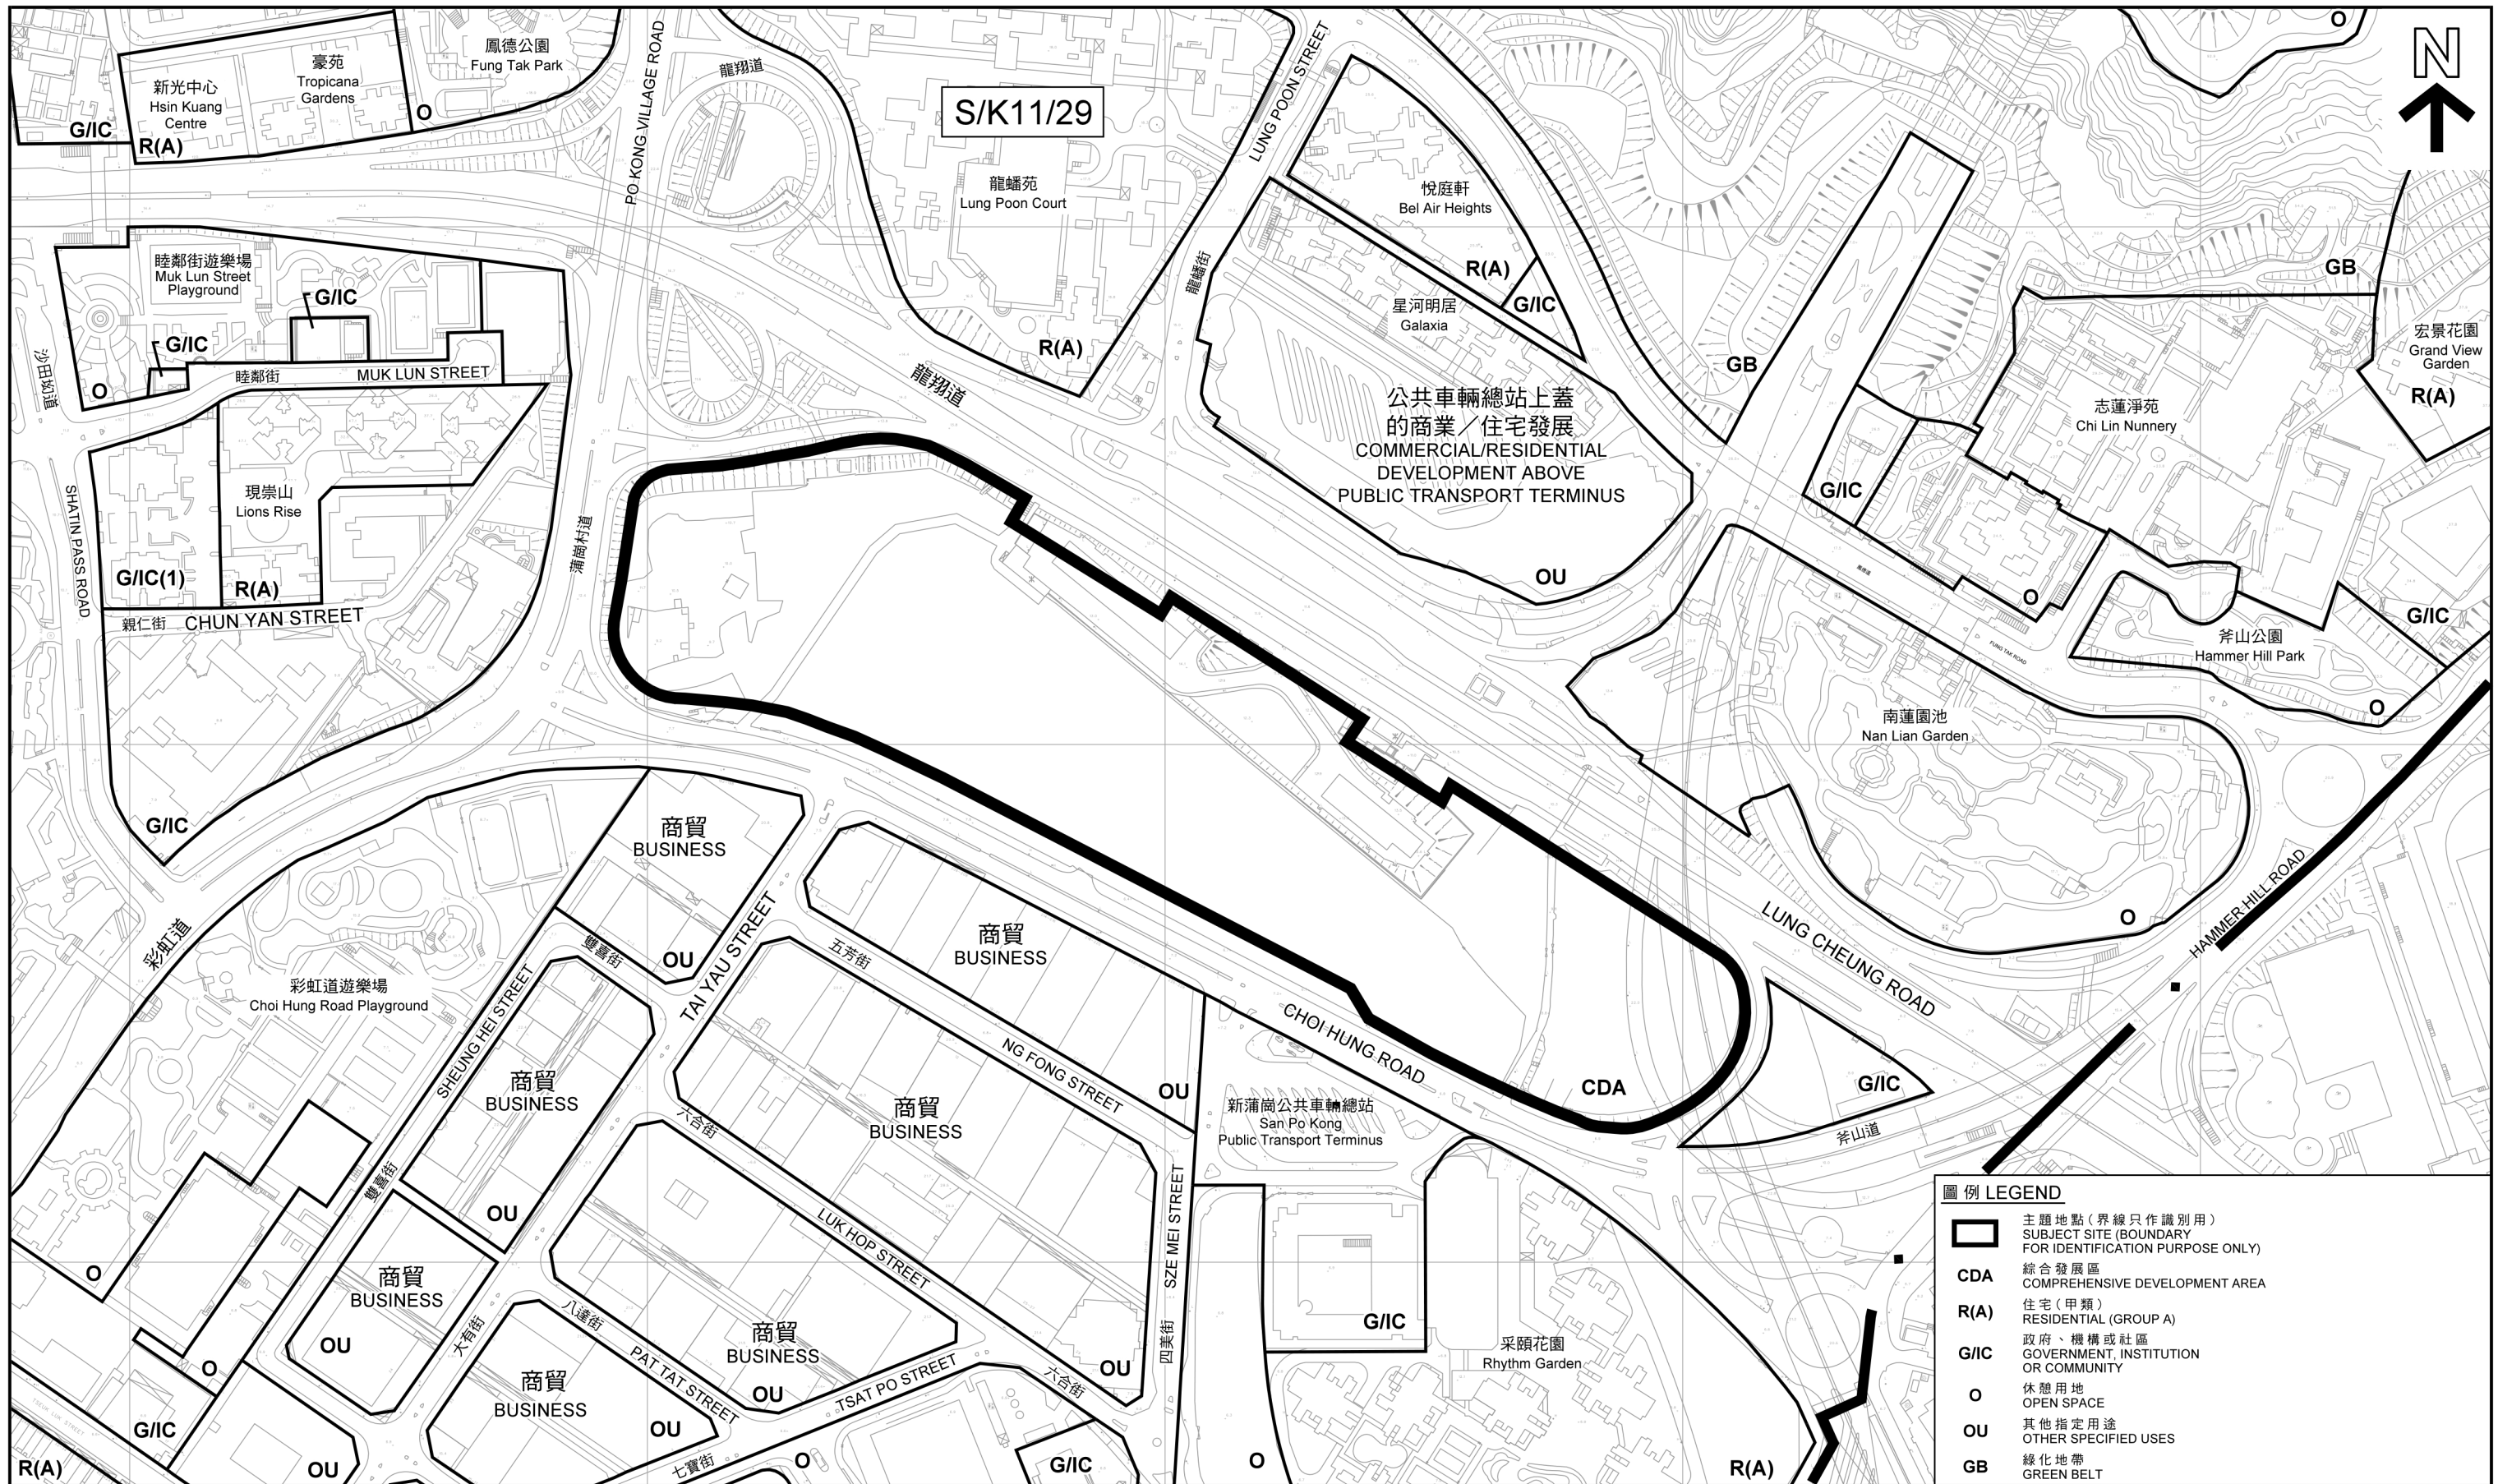 鳳德公園
Fung Tak Park
豪苑
Tropicana
Gardens
新光中心
Hsin Kuang
Centre
G/IC
R(A)
O
PO KONG VILLAGE ROAD
龍翔道
S/K11/29
LUNG POON STREET
O
N
龍蟠苑
Lung Poon Court
悅庭軒
Bel Air Heights
R(A)
G/IC
龍蟠街
星河明居
Galaxia
R(A)
GB
GB
宏景花園
Grand View
Garden
R(A)
睦鄰街遊樂場
Muk Lun Street
Playground
G/IC
G/IC
O
沙田坳道
睦鄰街
MUK LUN STREET
龍翔道
公共車輛總站上蓋
的商業／住宅發展
COMMERCIAL/RESIDENTIAL
DEVELOPMENT ABOVE
PUBLIC TRANSPORT TERMINUS
OU
志蓮淨苑
Chi Lin Nunnery
G/IC
O
SHATIN PASS ROAD
現崇山
Lions Rise
G/IC(1)
R(A)
蒲崗村道
親仁街
CHUN YAN STREET
G/IC
鳳德道
FUNG TAK ROAD
G/IC
斧山公園
Hammer Hill Park
O
南蓮園池
Nan Lian Garden
O
HAMMER HILL ROAD
LUNG CHEUNG ROAD
商貿
BUSINESS
OU
彩虹道
彩虹道遊樂場
Choi Hung Road Playground
雙喜街
SHEUNG HEI STREET
TAI YAU STREET
五芳街
商貿
BUSINESS
NG FONG STREET
OU
CHOI HUNG ROAD
CDA
G/IC
斧山道
商貿
BUSINESS
OU
六合街
商貿
BUSINESS
新蒲崗公共車輛總站
San Po Kong
Public Transport Terminus
雙喜街
LUK HOP STREET
SZE MEI STREET
O
商貿
BUSINESS
OU
大有街
八達街
PAT TAT STREET
商貿
BUSINESS
OU
TSAT PO STREET
六合街
OU
四美街
G/IC
采頤花園
Rhythm Garden
O
G/IC
TSEUK LUK STREET
R(A)
OU
商貿
BUSINESS
OU
七寶街
O
G/IC
O
R(A)
圖例 LEGEND
主題地點（界線只作識別用）
SUBJECT SITE (BOUNDARY
FOR IDENTIFICATION PURPOSE ONLY)
CDA
綜合發展區
COMPREHENSIVE DEVELOPMENT AREA
R(A)
住宅（甲類）
RESIDENTIAL (GROUP A)
G/IC
政府、機構或社區
GOVERNMENT, INSTITUTION
OR COMMUNITY
O
休憩用地
OPEN SPACE
OU
其他指定用途
OTHER SPECIFIED USES
GB
綠化地帶
GREEN BELT